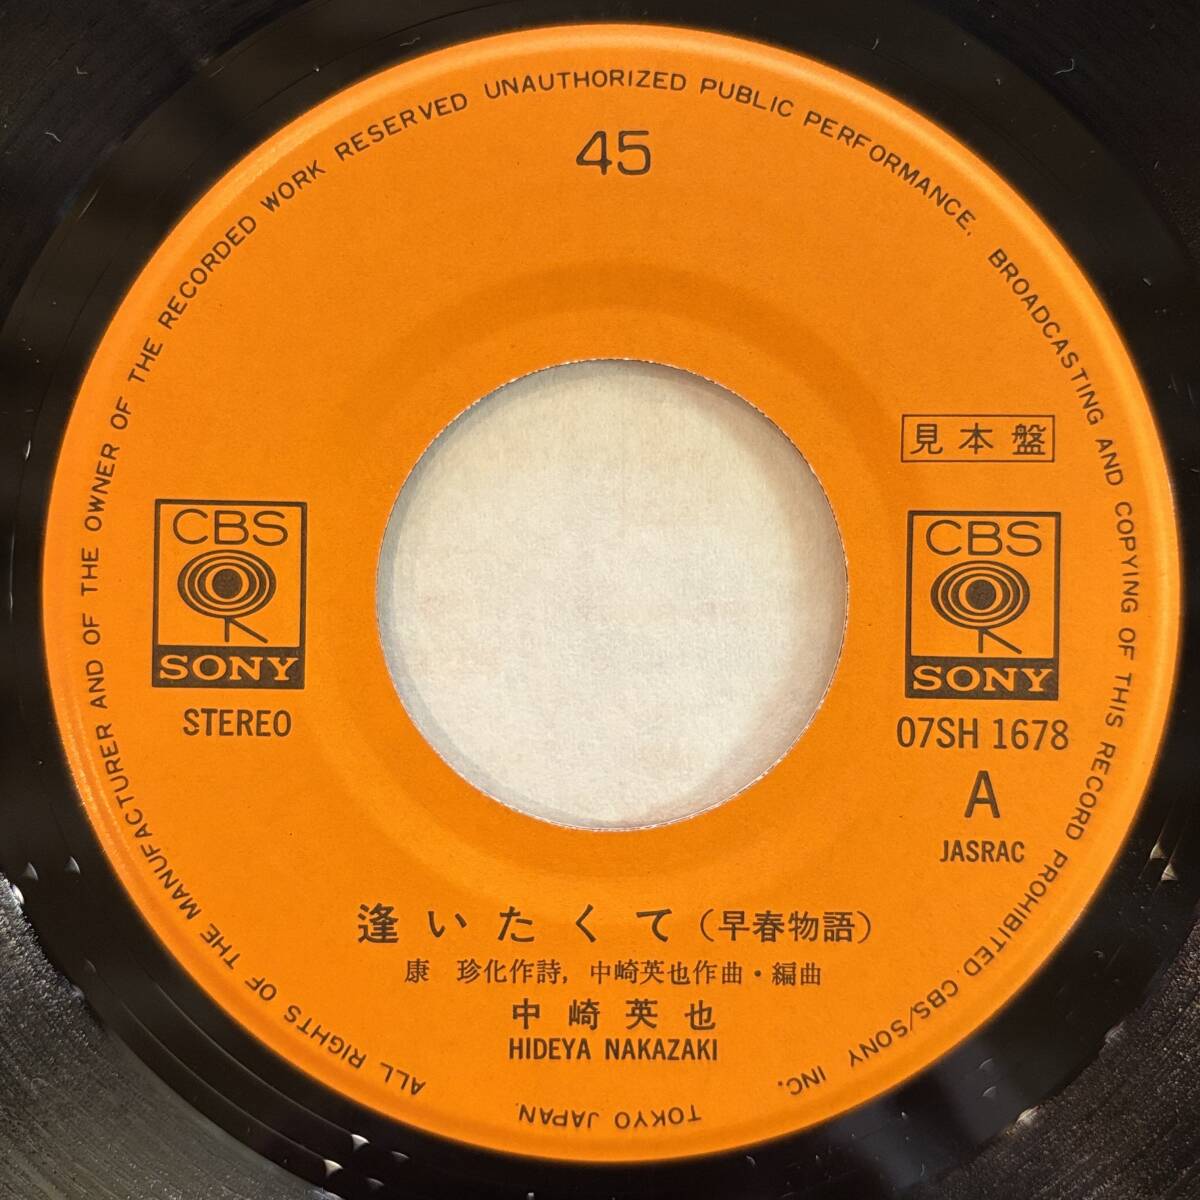 ALL RIGHTS OF THE MANUFACTURER AND OF THE OWNER OF THE RECORDED WORK RESERVED UNAUTHORIZED PUBLIC PERFORMANCE, BROADCASTING AND COPYING OF THIS RECORD PROHIBITED. CBS/SONY INC. TOKYO JAPAN.
45
見本盤
CBS
SONY
STEREO
CBS
SONY
07SH 1678
A
JASRAC
逢いたくて(早春物語)
康 珍化作詩, 中崎英也作曲・編曲
中崎英也
HIDEYA NAKAZAKI